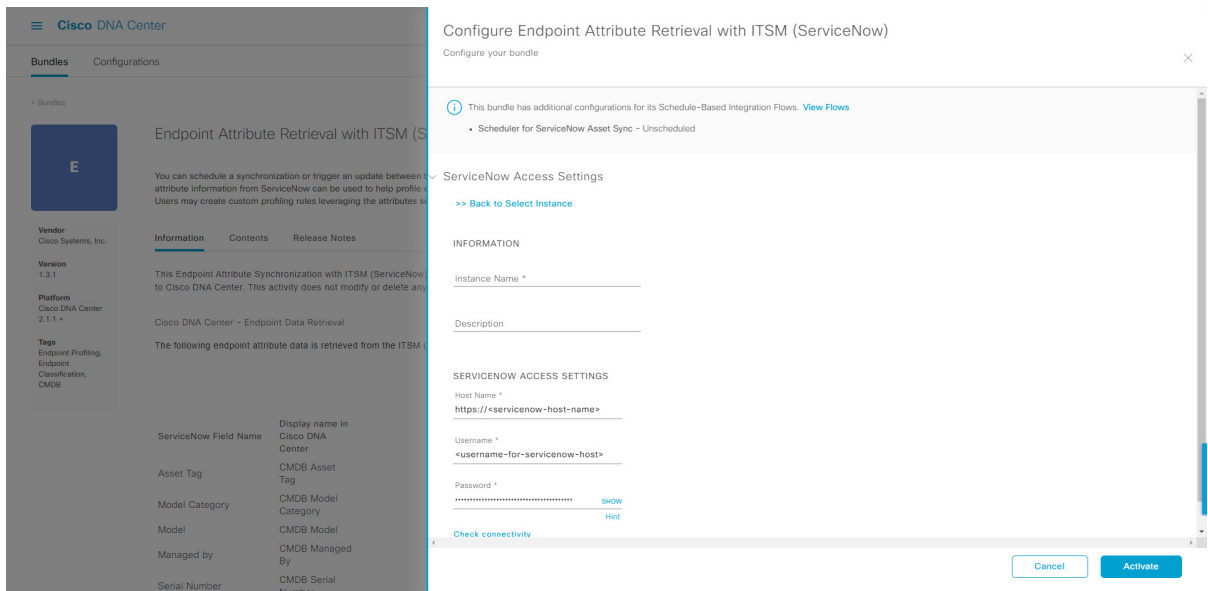 Cisco DNA Center
Bundles Configurations
< Bundles
E
Vendor
Cisco Systems, Inc.
Version
1.3.1
Platform
Cisco DNA Center
2.1.1 +
Tags
Endpoint Profiling,
Endpoint
Classification,
CMDB
Endpoint Attribute Retrieval with ITSM (S
You can schedule a synchronization or trigger an update between
attribute information from ServiceNow can be used to help profile
Users may create custom profiling rules leveraging the attributes
Information Contents Release Notes
This Endpoint Attribute Synchronization with ITSM (ServiceNow)
to Cisco DNA Center. This activity does not modify or delete any
Cisco DNA Center - Endpoint Data Retrieval
The following endpoint attribute data is retrieved from the ITSM (
ServiceNow Field Name
Display name in
Cisco DNA
Center
Asset Tag
CMDB Asset
Tag
Model Category
CMDB Model
Category
Model
CMDB Model
Managed by
CMDB Managed
By
Serial Number
CMDB Serial
Number
Configure Endpoint Attribute Retrieval with ITSM (ServiceNow)
Configure your bundle
This bundle has additional configurations for its Schedule-Based Integration Flows. View Flows
• Scheduler for ServiceNow Asset Sync - Unscheduled
ServiceNow Access Settings
>> Back to Select Instance
INFORMATION
Instance Name *
Description
SERVICENOW ACCESS SETTINGS
Host Name *
https://<servicenow-host-name>
Username *
<username-for-servicenow-host>
Password *
SHOW
Hint
Check connectivity
Cancel Activate